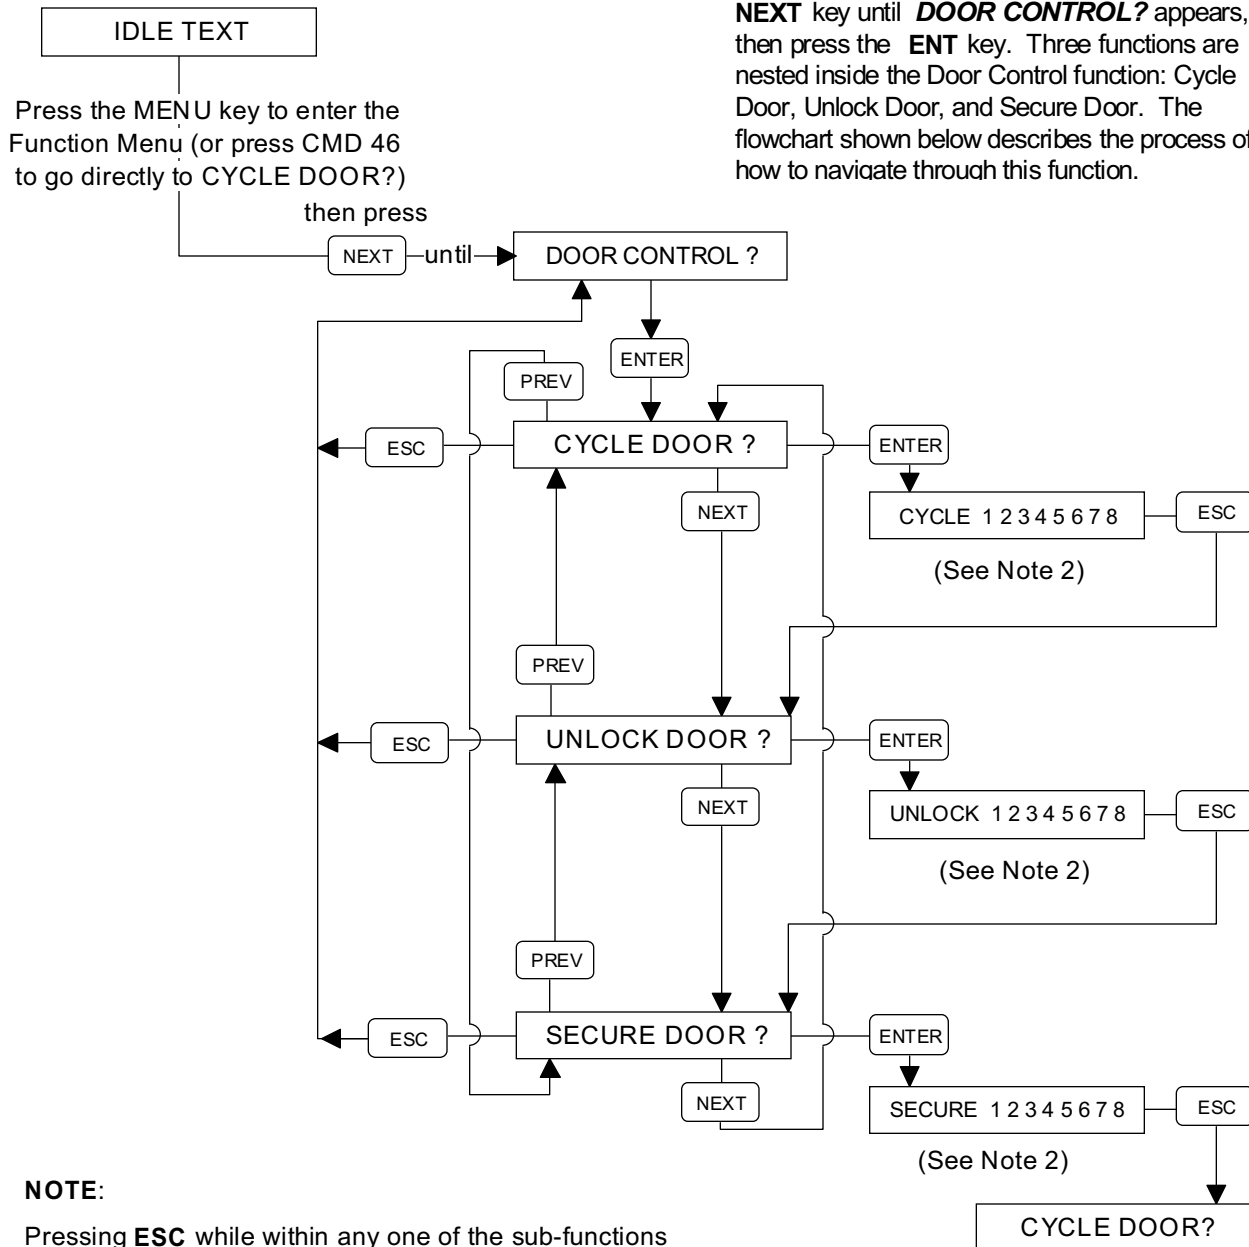 IDLE TEXT
Press the MENU key to enter the
Function Menu (or press CMD 46
to go directly to CYCLE DOOR?)
then press
NEXT key until DOOR CONTROL? appears,
then press the ENT key. Three functions are
nested inside the Door Control function: Cycle
Door, Unlock Door, and Secure Door. The
flowchart shown below describes the process of
how to navigate through this function.
NEXT until DOOR CONTROL ?
ENTER
PREV
ESC CYCLE DOOR ? ENTER
NEXT CYCLE 1 2 3 4 5 6 7 8 ESC
(See Note 2)
PREV
ESC UNLOCK DOOR ? ENTER
NEXT UNLOCK 1 2 3 4 5 6 7 8 ESC
(See Note 2)
PREV
ESC SECURE DOOR ? ENTER
NEXT SECURE 1 2 3 4 5 6 7 8 ESC
(See Note 2)
NOTE:
Pressing ESC while within any one of the sub-functions
CYCLE DOOR?